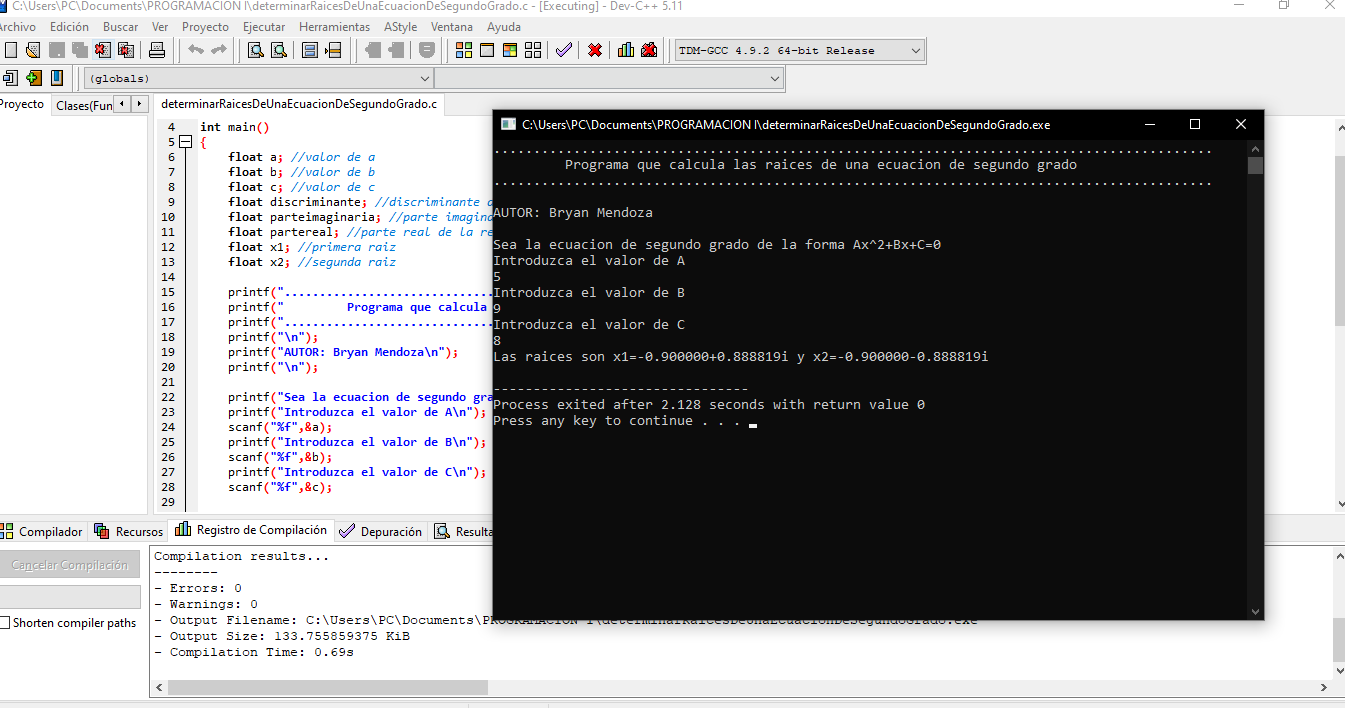 C:\Users\PC\Documents\PROGRAMACION I\determinarRaicesDeUnaEcuacionDeSegundoGrado.c - [Executing] - Dev-C++ 5.11
Archivo Edición Buscar Ver Proyecto Ejecutar Herramientas AStyle Ventana Ayuda
TDM-GCC 4.9.2 64-bit Release
(globals)
Proyecto Clases(Fun determinarRaicesDeUnaEcuacionDeSegundoGrado.c
4 int main()
5 {
6 float a; //valor de a
7 float b; //valor de b
8 float c; //valor de c
9 float discriminante; //discriminante
10 float parteimaginaria; //parte imagina
11 float partereal; //parte real de la re
12 float x1; //primera raiz
13 float x2; //segunda raiz
14
15 printf("..............................
16 printf("         Programa que calcula
17 printf("..............................
18 printf("\n");
19 printf("AUTOR: Bryan Mendoza\n");
20 printf("\n");
21
22 printf("Sea la ecuacion de segundo gra
23 printf("Introduzca el valor de A\n");
24 scanf("%f",&a);
25 printf("Introduzca el valor de B\n");
26 scanf("%f",&b);
27 printf("Introduzca el valor de C\n");
28 scanf("%f",&c);
29
C:\Users\PC\Documents\PROGRAMACION I\determinarRaicesDeUnaEcuacionDeSegundoGrado.exe
..........................................................................................
Programa que calcula las raices de una ecuacion de segundo grado
..........................................................................................
AUTOR: Bryan Mendoza
Sea la ecuacion de segundo grado de la forma Ax^2+Bx+C=0
Introduzca el valor de A
5
Introduzca el valor de B
9
Introduzca el valor de C
8
Las raices son x1=-0.900000+0.888819i y x2=-0.900000-0.888819i
--------------------------------
Process exited after 2.128 seconds with return value 0
Press any key to continue . . .
Compilador Recursos Registro de Compilación Depuración Resulta
Cancelar Compilación
Shorten compiler paths
Compilation results...
--------
- Errors: 0
- Warnings: 0
- Output Filename: C:\Users\PC\Documents\PROGRAMACION I\determinarRaicesDeUnaEcuacionDeSegundoGrado.exe
- Output Size: 133.755859375 KiB
- Compilation Time: 0.69s